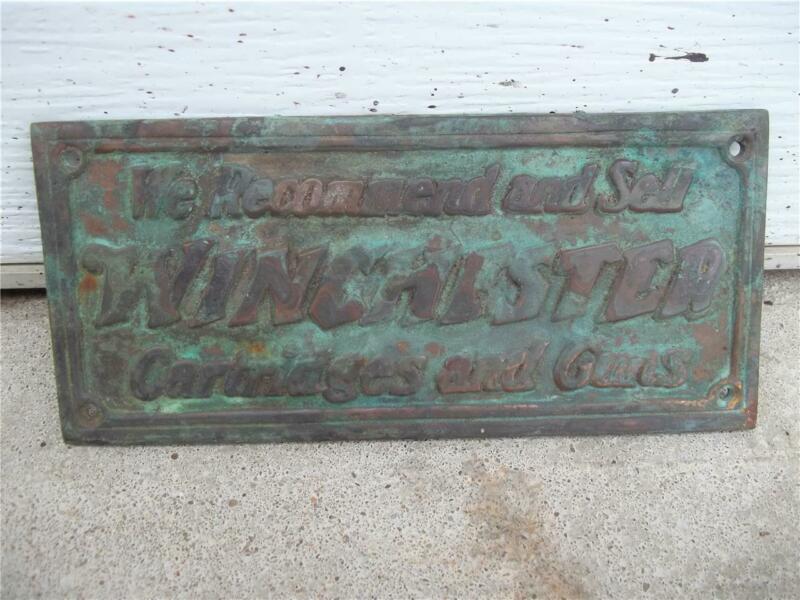 We Recommend and Sell
WINCHESTER
Cartridges and Guns